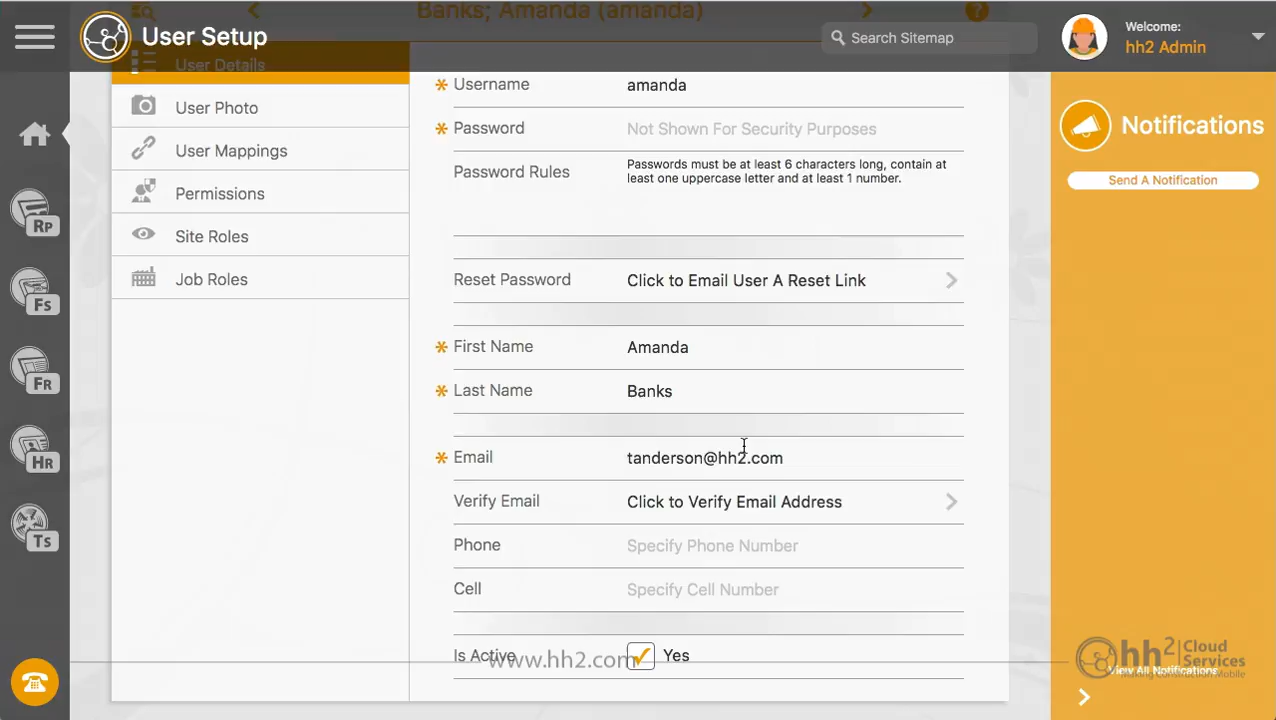 Banks; Amanda (amanda)
User Setup
Search Sitemap
Welcome:
hh2 Admin
User Details
User Photo
User Mappings
Permissions
Site Roles
Job Roles
Rp
Fs
Fr
Hr
Ts
Username amanda
Password Not Shown For Security Purposes
Password Rules Passwords must be at least 6 characters long, contain at
least one uppercase letter and at least 1 number.
Reset Password Click to Email User A Reset Link
First Name Amanda
Last Name Banks
Email tanderson@hh2.com
Verify Email Click to Verify Email Address
Phone Specify Phone Number
Cell Specify Cell Number
Is Active Yes
www.hh2.com
Notifications
Send A Notification
hh2 Cloud
Services
Making Construction Mobile
View All Notifications